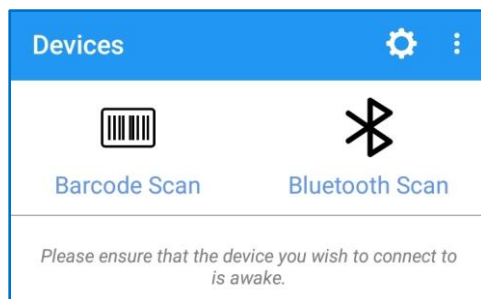 Devices
Barcode Scan
Bluetooth Scan
Please ensure that the device you wish to connect to
is awake.